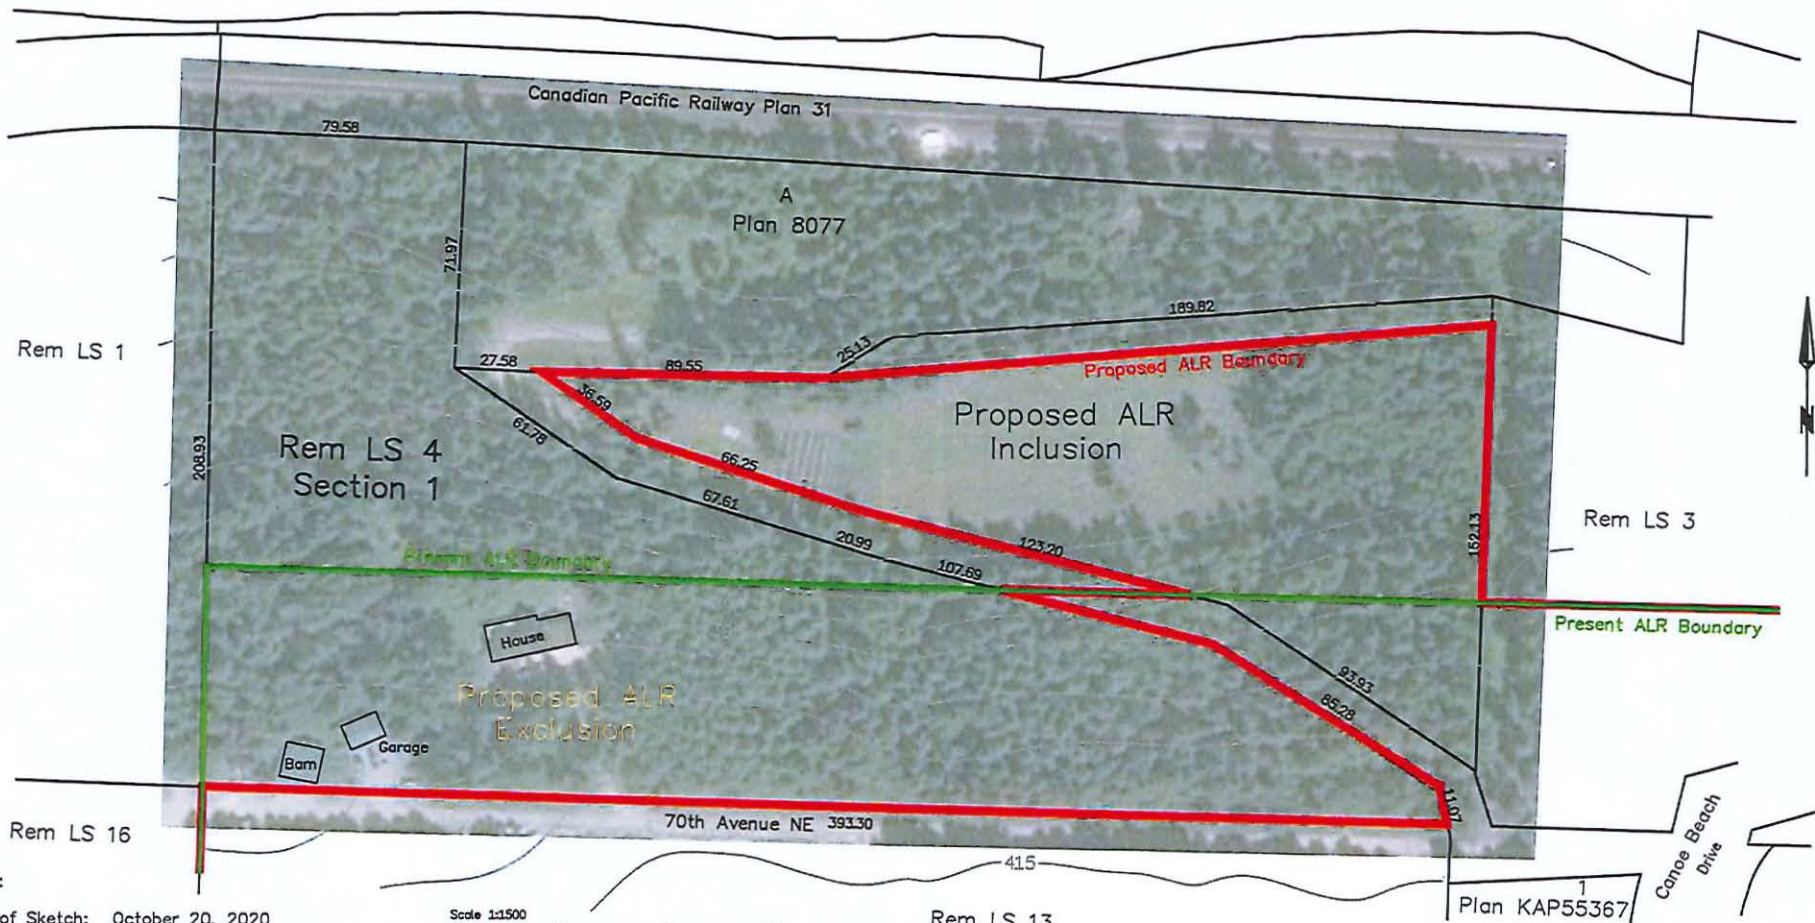 Canadian Pacific Railway Plan 31
79.58
A
Plan 8077
71.97
189.82
25.13
Rem LS 1
27.58
89.55
Proposed ALR Boundary
36.59
Proposed ALR
Inclusion
61.78
Rem LS 4
Section 1
208.93
66.25
67.61
20.99
123.20
152.13
Rem LS 3
N
Present ALR Boundary
107.69
Present ALR Boundary
House
93.93
85.28
Proposed ALR
Exclusion
Garage
Barn
11.07
70th Avenue NE 393.30
Rem LS 16
415
Canoe Beach
Drive
1
Plan KAP55367
of Sketch: October 20, 2020
Scale 1:1500
Rem LS 13